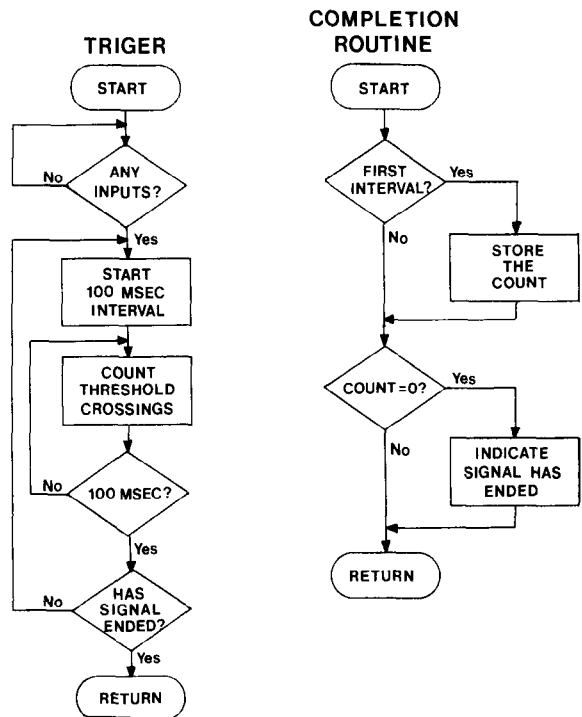 TRIGER
START
No
ANY
INPUTS?
Yes
START
100 MSEC
INTERVAL
COUNT
THRESHOLD
CROSSINGS
No
100 MSEC?
Yes
No
HAS
SIGNAL
ENDED?
Yes
RETURN
COMPLETION
ROUTINE
START
FIRST
INTERVAL?
Yes
No
STORE
THE
COUNT
COUNT=0?
Yes
No
INDICATE
SIGNAL HAS
ENDED
RETURN